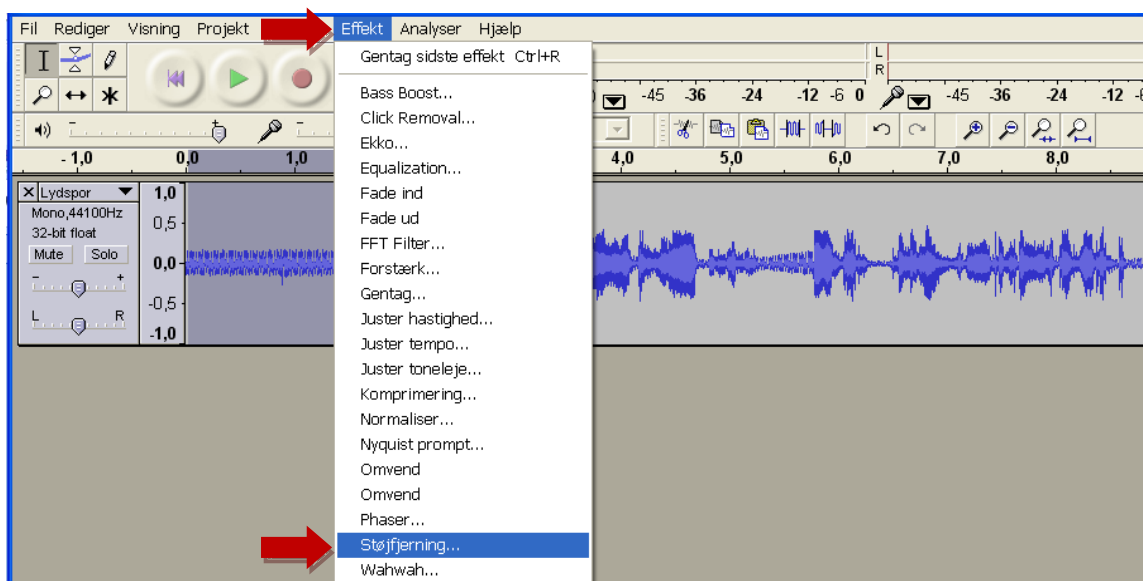 Fil Rediger Visning Projekt Effekt Analyser Hjælp
Gentag sidste effekt Ctrl+R
L
R
-45 -36 -24 -12 -6 0 -45 -36 -24 -12 -6
- 1,0 0,0 1,0 4,0 5,0 6,0 7,0 8,0
Lydspor
Mono,44100Hz
32-bit float
Mute Solo
- +
L R
1,0
0,5
0,0
-0,5
-1,0
Bass Boost...
Click Removal...
Ekko...
Equalization...
Fade ind
Fade ud
FFT Filter...
Forstærk...
Gentag...
Juster hastighed...
Juster tempo...
Juster toneleje...
Komprimering...
Normaliser...
Nyquist prompt...
Omvend
Omvend
Phaser...
Støjfjerning...
Wahwah...